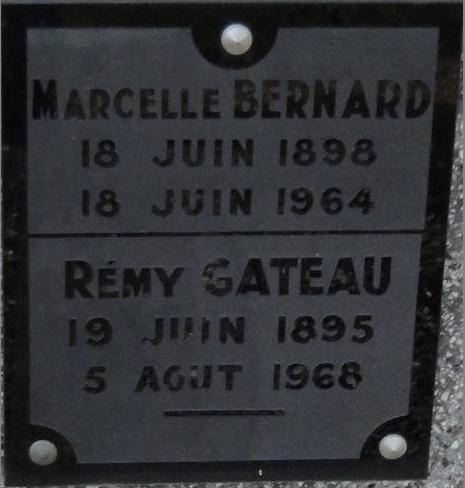 MARCELLE BERNARD
18 JUIN 1898
18 JUIN 1964
RÉMY GATEAU
19 JUIN 1895
5 AOUT 1968